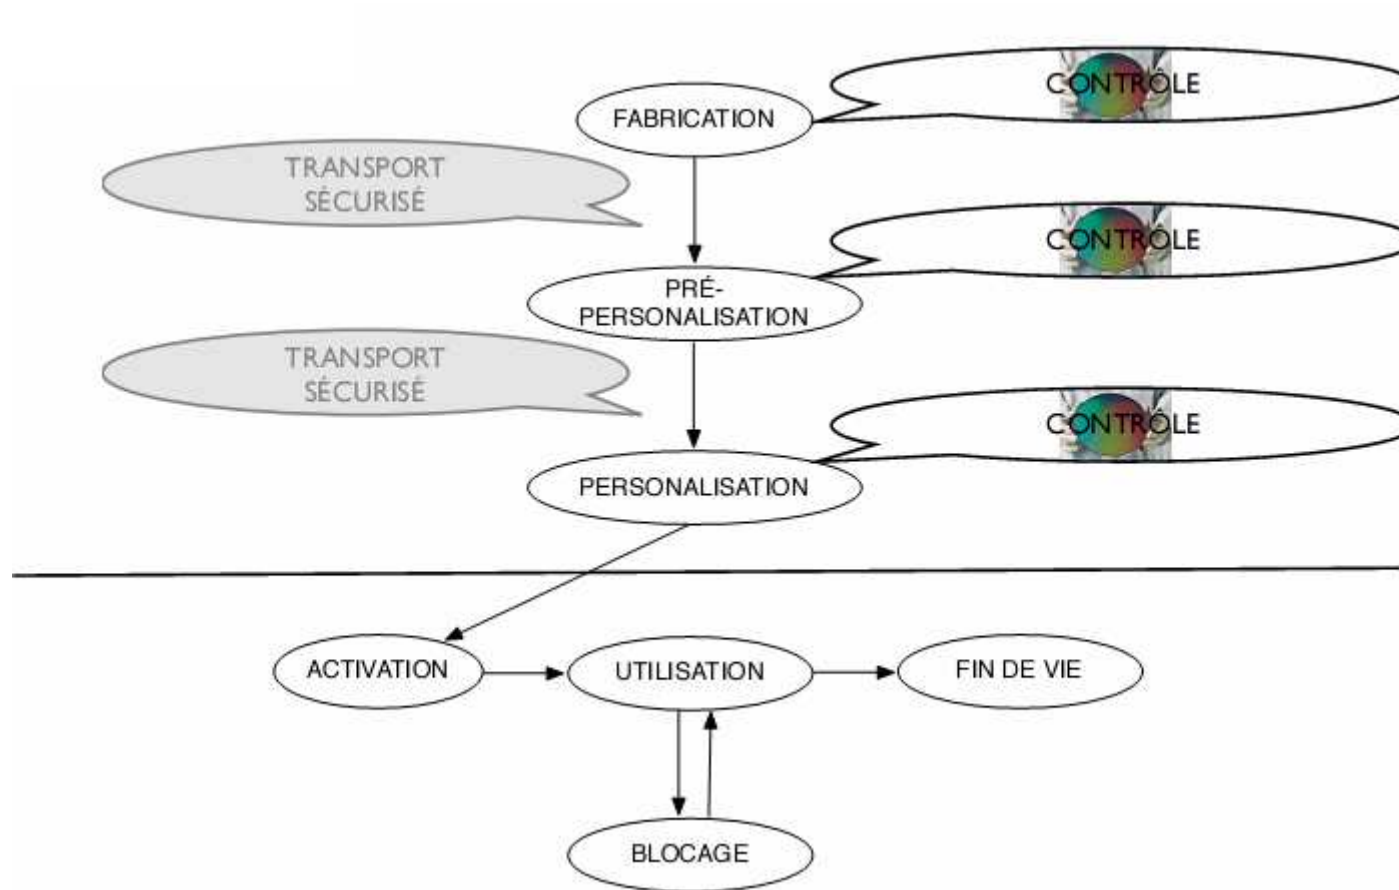 CONTRÔLE
FABRICATION
TRANSPORT
SÉCURISÉ
CONTRÔLE
PRÉ-
PERSONALISATION
TRANSPORT
SÉCURISÉ
CONTRÔLE
PERSONALISATION
ACTIVATION
UTILISATION
FIN DE VIE
BLOCAGE